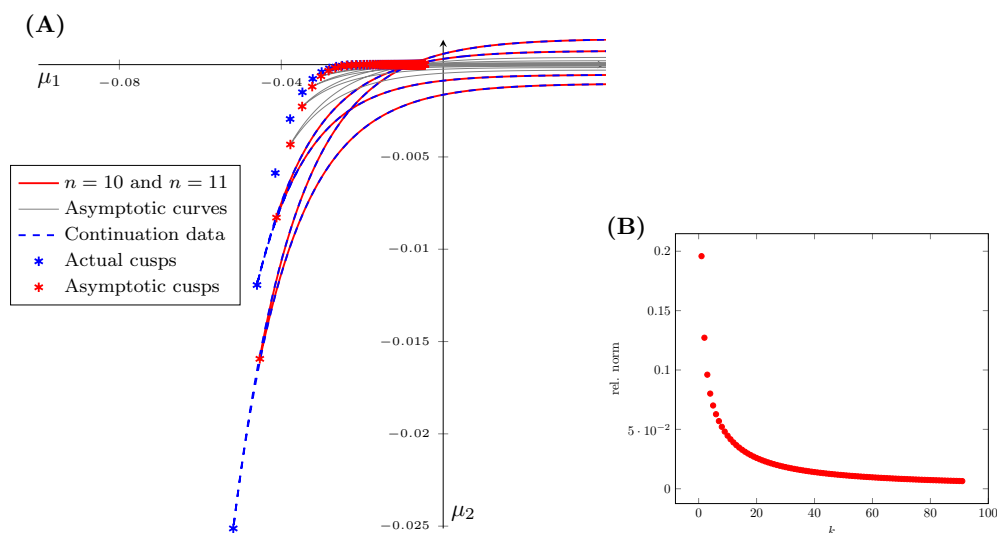 (A)
μ₁
−0.08
−0.04
−0.005
−0.01
−0.015
−0.02
−0.025
μ₂
n = 10 and n = 11
Asymptotic curves
Continuation data
Actual cusps
Asymptotic cusps
(B)
0.2
0.15
0.1
5 · 10⁻²
0
rel. norm
0
20
40
60
80
100
k